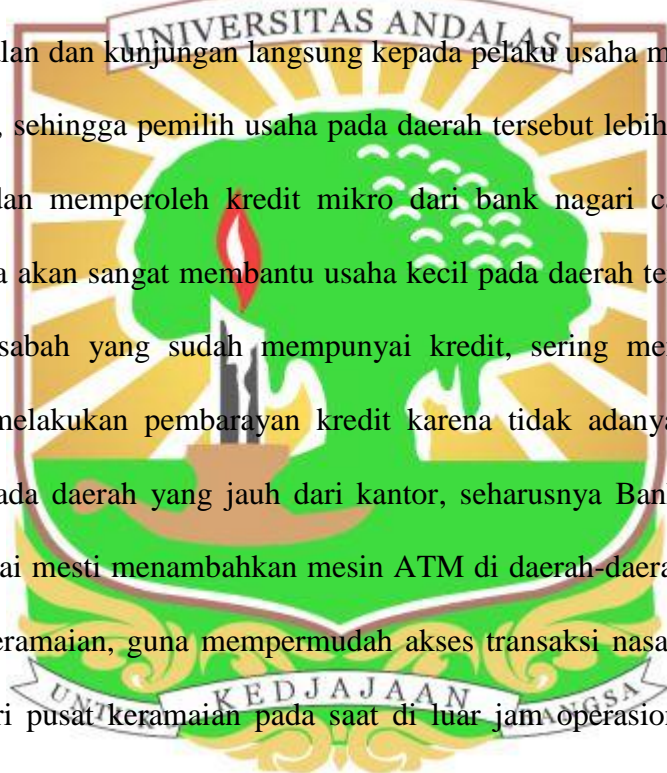 UNIVERSITAS ANDALAS
lan dan kunjungan langsung kepada pelaku usaha m
, sehingga pemilih usaha pada daerah tersebut lebih
dan memperoleh kredit mikro dari bank nagari c
a akan sangat membantu usaha kecil pada daerah te
sabah yang sudah mempunyai kredit, sering me
melakukan pembarayan kredit karena tidak adanya
ada daerah yang jauh dari kantor, seharusnya Ban
ai mesti menambahkan mesin ATM di daerah-daera
eramaian, guna mempermudah akses transaksi nasa
UNTUK KEDJAJAAN BANGSA
ri pusat keramaian pada saat di luar jam operasion